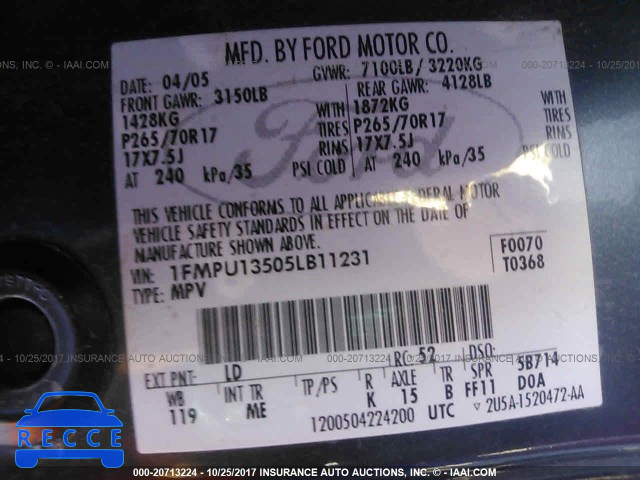 MFD. BY FORD MOTOR CO.
DATE: 04/05 GVWR: 7100LB / 3220KG
FRONT GAWR: 3150LB REAR GAWR: 4128LB
1428KG WITH 1872KG WITH
P265/70R17 TIRES P265/70R17 TIRES
17X7.5J RIMS 17X7.5J RIMS
AT 240 kPa/35 PSI COLD AT 240 kPa/35 PSI COLD
Ford
THIS VEHICLE CONFORMS TO ALL APPLICABLE FEDERAL MOTOR
VEHICLE SAFETY STANDARDS IN EFFECT ON THE DATE OF
MANUFACTURE SHOWN ABOVE.
VIN: 1FMPU13505LB11231 F0070
TYPE: MPV T0368
EXT PNT: LD RC: 52 DSO:
WB INT TR TP/PS R AXLE TR SPR 5B714
119 ME K 15 B FF11 DOA
1200504224200 UTC 2U5A-1520472-AA
RECCE
000-20713224 - 10/25/2017 INSURANCE AUTO AUCTIONS, INC. - IAAI.COM